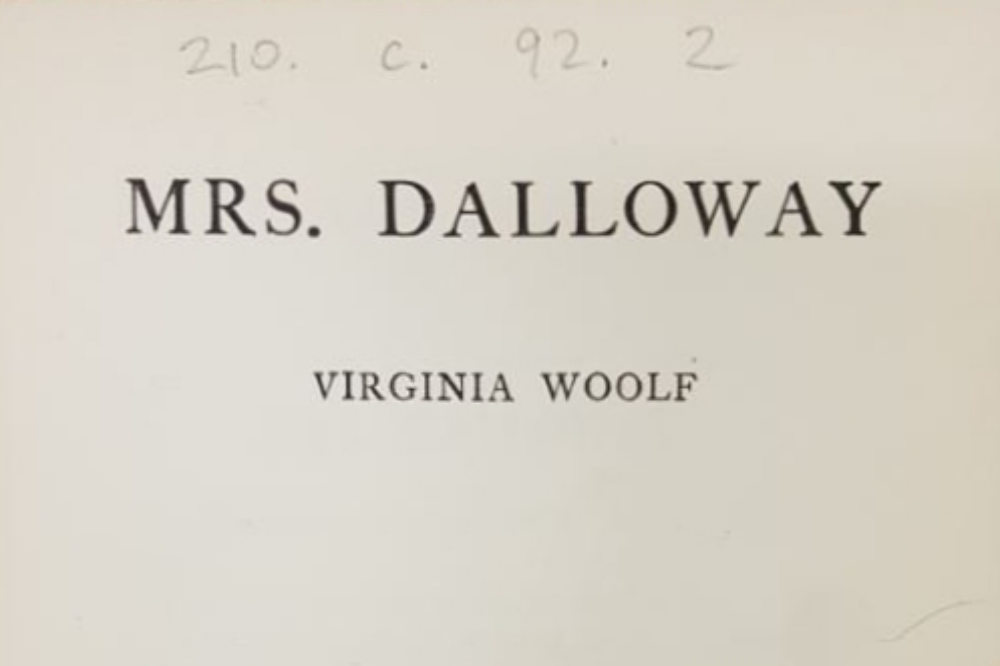 210. c. 92. 2
MRS. DALLOWAY
VIRGINIA WOOLF